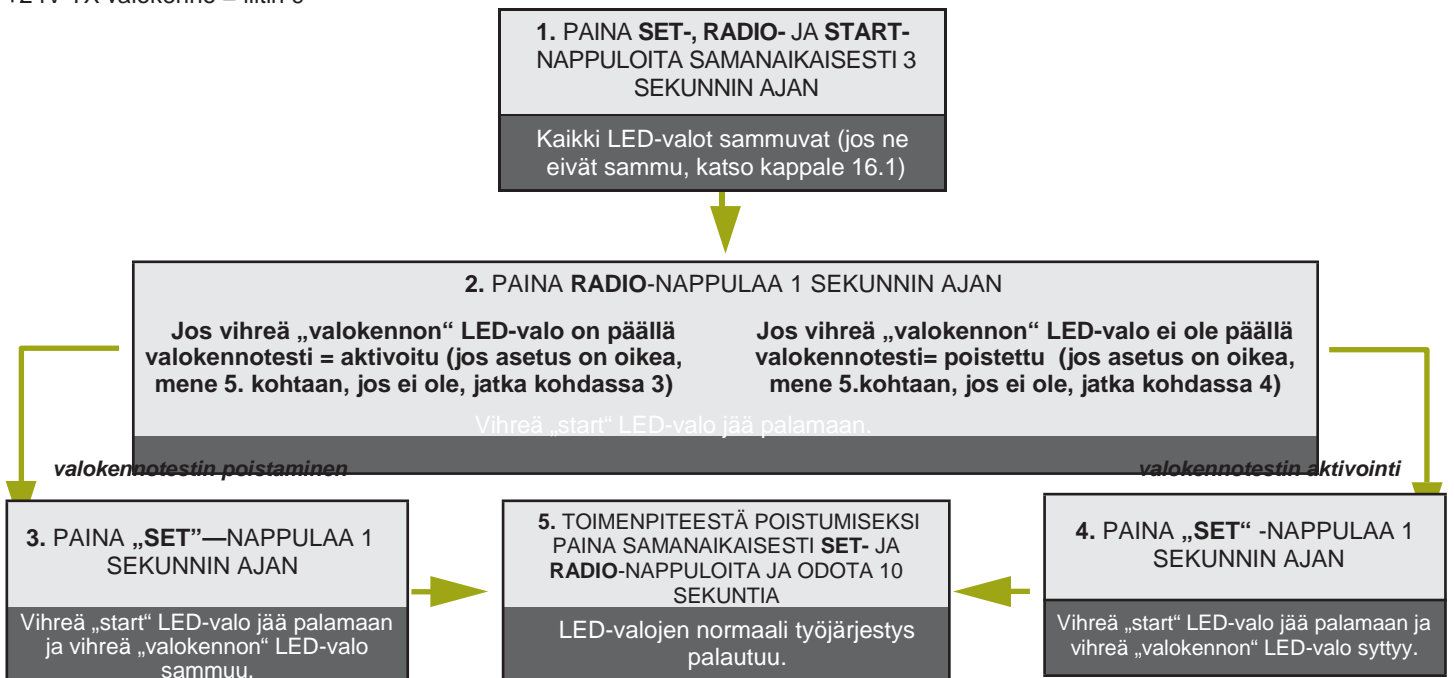 1. PAINA SET-, RADIO- JA START-
NAPPULOITA SAMANAIKAISESTI 3
SEKUNNIN AJAN
Kaikki LED-valot sammuvat (jos ne
eivät sammu, katso kappale 16.1)
2. PAINA RADIO-NAPPULAA 1 SEKUNNIN AJAN
Jos vihreä „valokennon“ LED-valo on päällä
valokennotesti = aktivoitu (jos asetus on oikea,
mene 5. kohtaan, jos ei ole, jatka kohdassa 3)
Jos vihreä „valokennon“ LED-valo ei ole päällä
valokennotesti= poistettu (jos asetus on oikea,
mene 5.kohtaan, jos ei ole, jatka kohdassa 4)
Vihreä „start“ LED-valo jää palamaan.
valokennotestin poistaminen
valokennotestin aktivointi
3. PAINA „SET”—NAPPULAA 1
SEKUNNIN AJAN
Vihreä „start“ LED-valo jää palamaan
ja vihreä „valokennon“ LED-valo
sammuu.
5. TOIMENPITEESTÄ POISTUMISEKSI
PAINA SAMANAIKAISESTI SET- JA
RADIO-NAPPULOITA JA ODOTA 10
SEKUNTIA
LED-valojen normaali työjärjestys
palautuu.
4. PAINA „SET“ -NAPPULAA 1
SEKUNNIN AJAN
Vihreä „start“ LED-valo jää palamaan ja
vihreä „valokennon“ LED-valo syttyy.